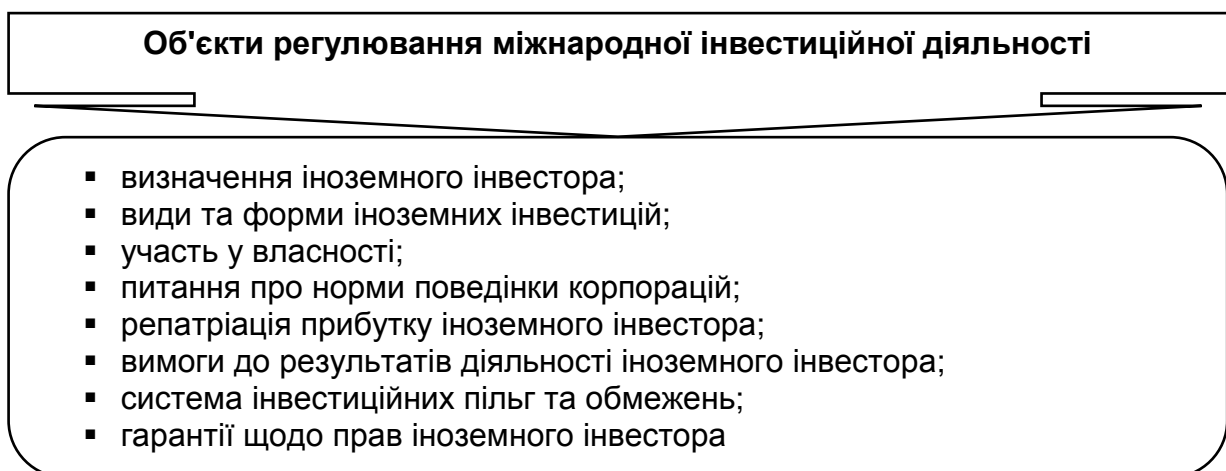 Об'єкти регулювання міжнародної інвестиційної діяльності
▪ визначення іноземного інвестора;
▪ види та форми іноземних інвестицій;
▪ участь у власності;
▪ питання про норми поведінки корпорацій;
▪ репатріація прибутку іноземного інвестора;
▪ вимоги до результатів діяльності іноземного інвестора;
▪ система інвестиційних пільг та обмежень;
▪ гарантії щодо прав іноземного інвестора